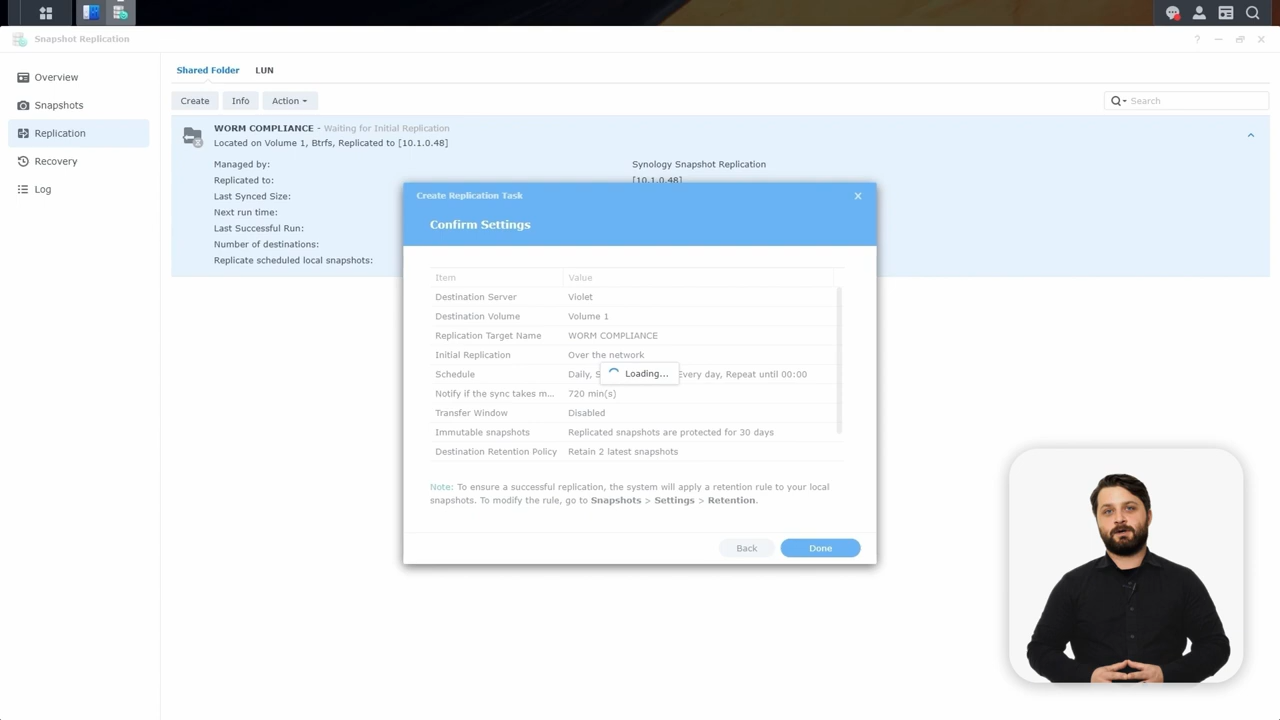 Snapshot Replication
?
Overview
Snapshots
Replication
Recovery
Log
Shared Folder LUN
Create Info Action
Search
WORM COMPLIANCE - Waiting for Initial Replication
Located on Volume 1, Btrfs, Replicated to [10.1.0.48]
Managed by: Synology Snapshot Replication
Replicated to: [10.1.0.48]
Last Synced Size:
Next run time:
Last Successful Run:
Number of destinations:
Replicate scheduled local snapshots:
Create Replication Task
Confirm Settings
Item Value
Destination Server Violet
Destination Volume Volume 1
Replication Target Name WORM COMPLIANCE
Initial Replication Over the network
Schedule Daily, S Every day, Repeat until 00:00
Loading...
Notify if the sync takes m... 720 min(s)
Transfer Window Disabled
Immutable snapshots Replicated snapshots are protected for 30 days
Destination Retention Policy Retain 2 latest snapshots
Note: To ensure a successful replication, the system will apply a retention rule to your local
snapshots. To modify the rule, go to Snapshots > Settings > Retention.
Back Done